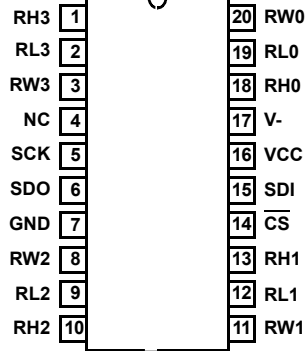 RH3 1 20 RW0
RL3 2 19 RL0
RW3 3 18 RH0
NC 4 17 V-
SCK 5 16 VCC
SDO 6 15 SDI
GND 7 14 C̅S̅
RW2 8 13 RH1
RL2 9 12 RL1
RH2 10 11 RW1